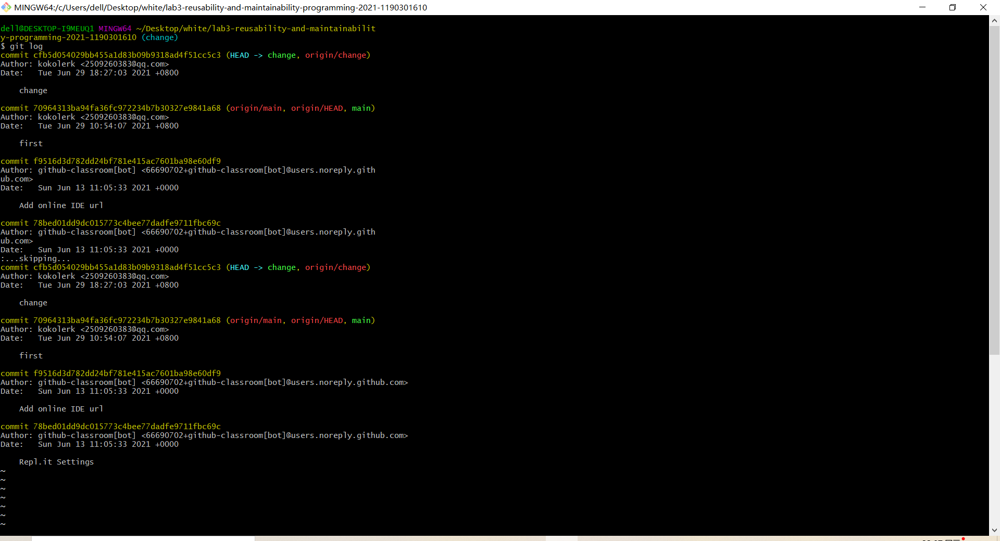 MINGW64:/c/Users/dell/Desktop/white/lab3-reusability-and-maintainability-programming-2021-1190301610
dell@DESKTOP-I9MEUQ1 MINGW64 ~/Desktop/white/lab3-reusability-and-maintainabilit
y-programming-2021-1190301610 (change)
$ git log
commit cfb5d054029bb455a1d83b09b9318ad4f51cc5c3 (HEAD -> change, origin/change)
Author: kokolerk <2509260383@qq.com>
Date:   Tue Jun 29 18:27:03 2021 +0800
    change
commit 70964313ba94fa36fc972234b7b30327e9841a68 (origin/main, origin/HEAD, main)
Author: kokolerk <2509260383@qq.com>
Date:   Tue Jun 29 10:54:07 2021 +0800
    first
commit f9516d3d782dd24bf781e415ac7601ba98e60df9
Author: github-classroom[bot] <66690702+github-classroom[bot]@users.noreply.gith
ub.com>
Date:   Sun Jun 13 11:05:33 2021 +0000
    Add online IDE url
commit 78bed01dd9dc015773c4bee77dadfe9711fbc69c
Author: github-classroom[bot] <66690702+github-classroom[bot]@users.noreply.gith
ub.com>
Date:   Sun Jun 13 11:05:33 2021 +0000
:...skipping...
commit cfb5d054029bb455a1d83b09b9318ad4f51cc5c3 (HEAD -> change, origin/change)
Author: kokolerk <2509260383@qq.com>
Date:   Tue Jun 29 18:27:03 2021 +0800
    change
commit 70964313ba94fa36fc972234b7b30327e9841a68 (origin/main, origin/HEAD, main)
Author: kokolerk <2509260383@qq.com>
Date:   Tue Jun 29 10:54:07 2021 +0800
    first
commit f9516d3d782dd24bf781e415ac7601ba98e60df9
Author: github-classroom[bot] <66690702+github-classroom[bot]@users.noreply.github.com>
Date:   Sun Jun 13 11:05:33 2021 +0000
    Add online IDE url
commit 78bed01dd9dc015773c4bee77dadfe9711fbc69c
Author: github-classroom[bot] <66690702+github-classroom[bot]@users.noreply.github.com>
Date:   Sun Jun 13 11:05:33 2021 +0000
    Repl.it Settings
~
~
~
~
~
~
~